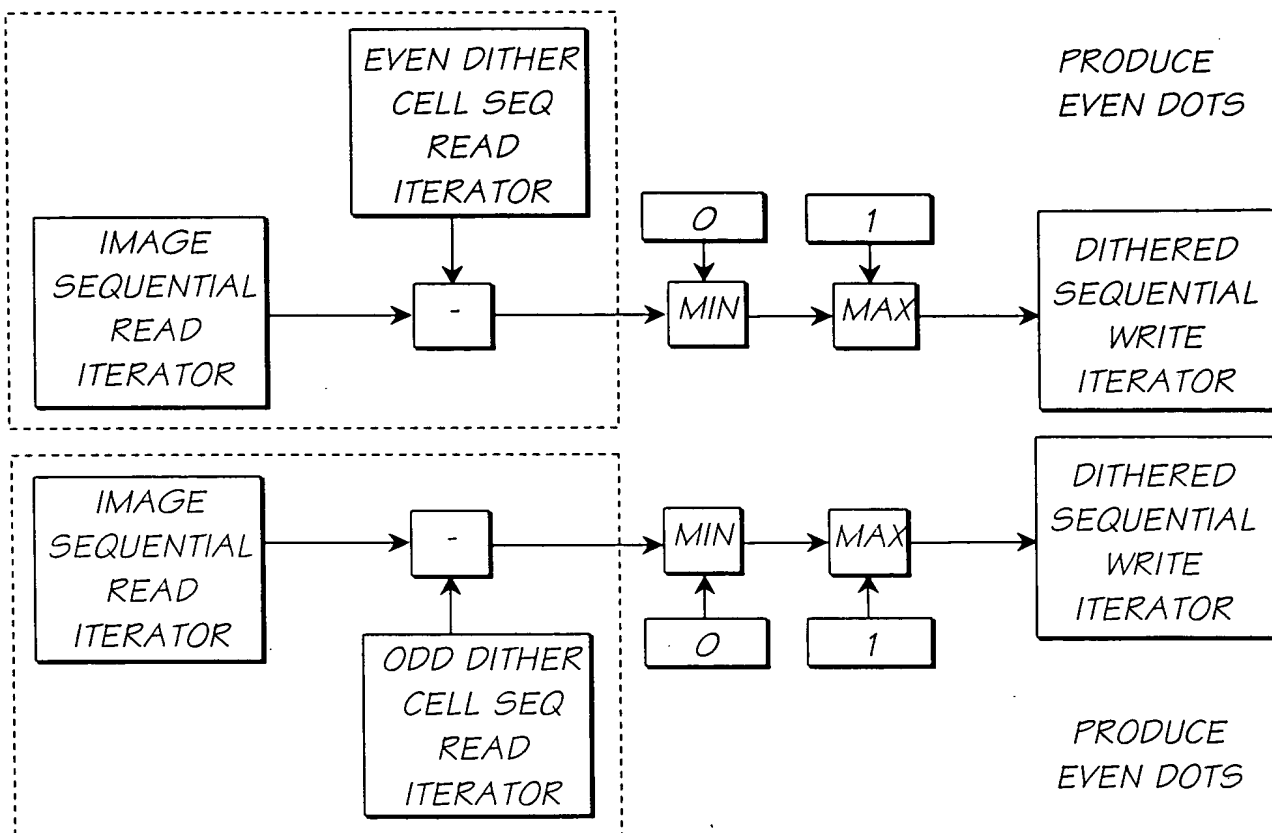 EVEN DITHER
CELL SEQ
READ
ITERATOR
PRODUCE
EVEN DOTS
IMAGE
SEQUENTIAL
READ
ITERATOR
-
0
MIN
1
MAX
DITHERED
SEQUENTIAL
WRITE
ITERATOR
IMAGE
SEQUENTIAL
READ
ITERATOR
-
ODD DITHER
CELL SEQ
READ
ITERATOR
MIN
0
MAX
1
DITHERED
SEQUENTIAL
WRITE
ITERATOR
PRODUCE
EVEN DOTS